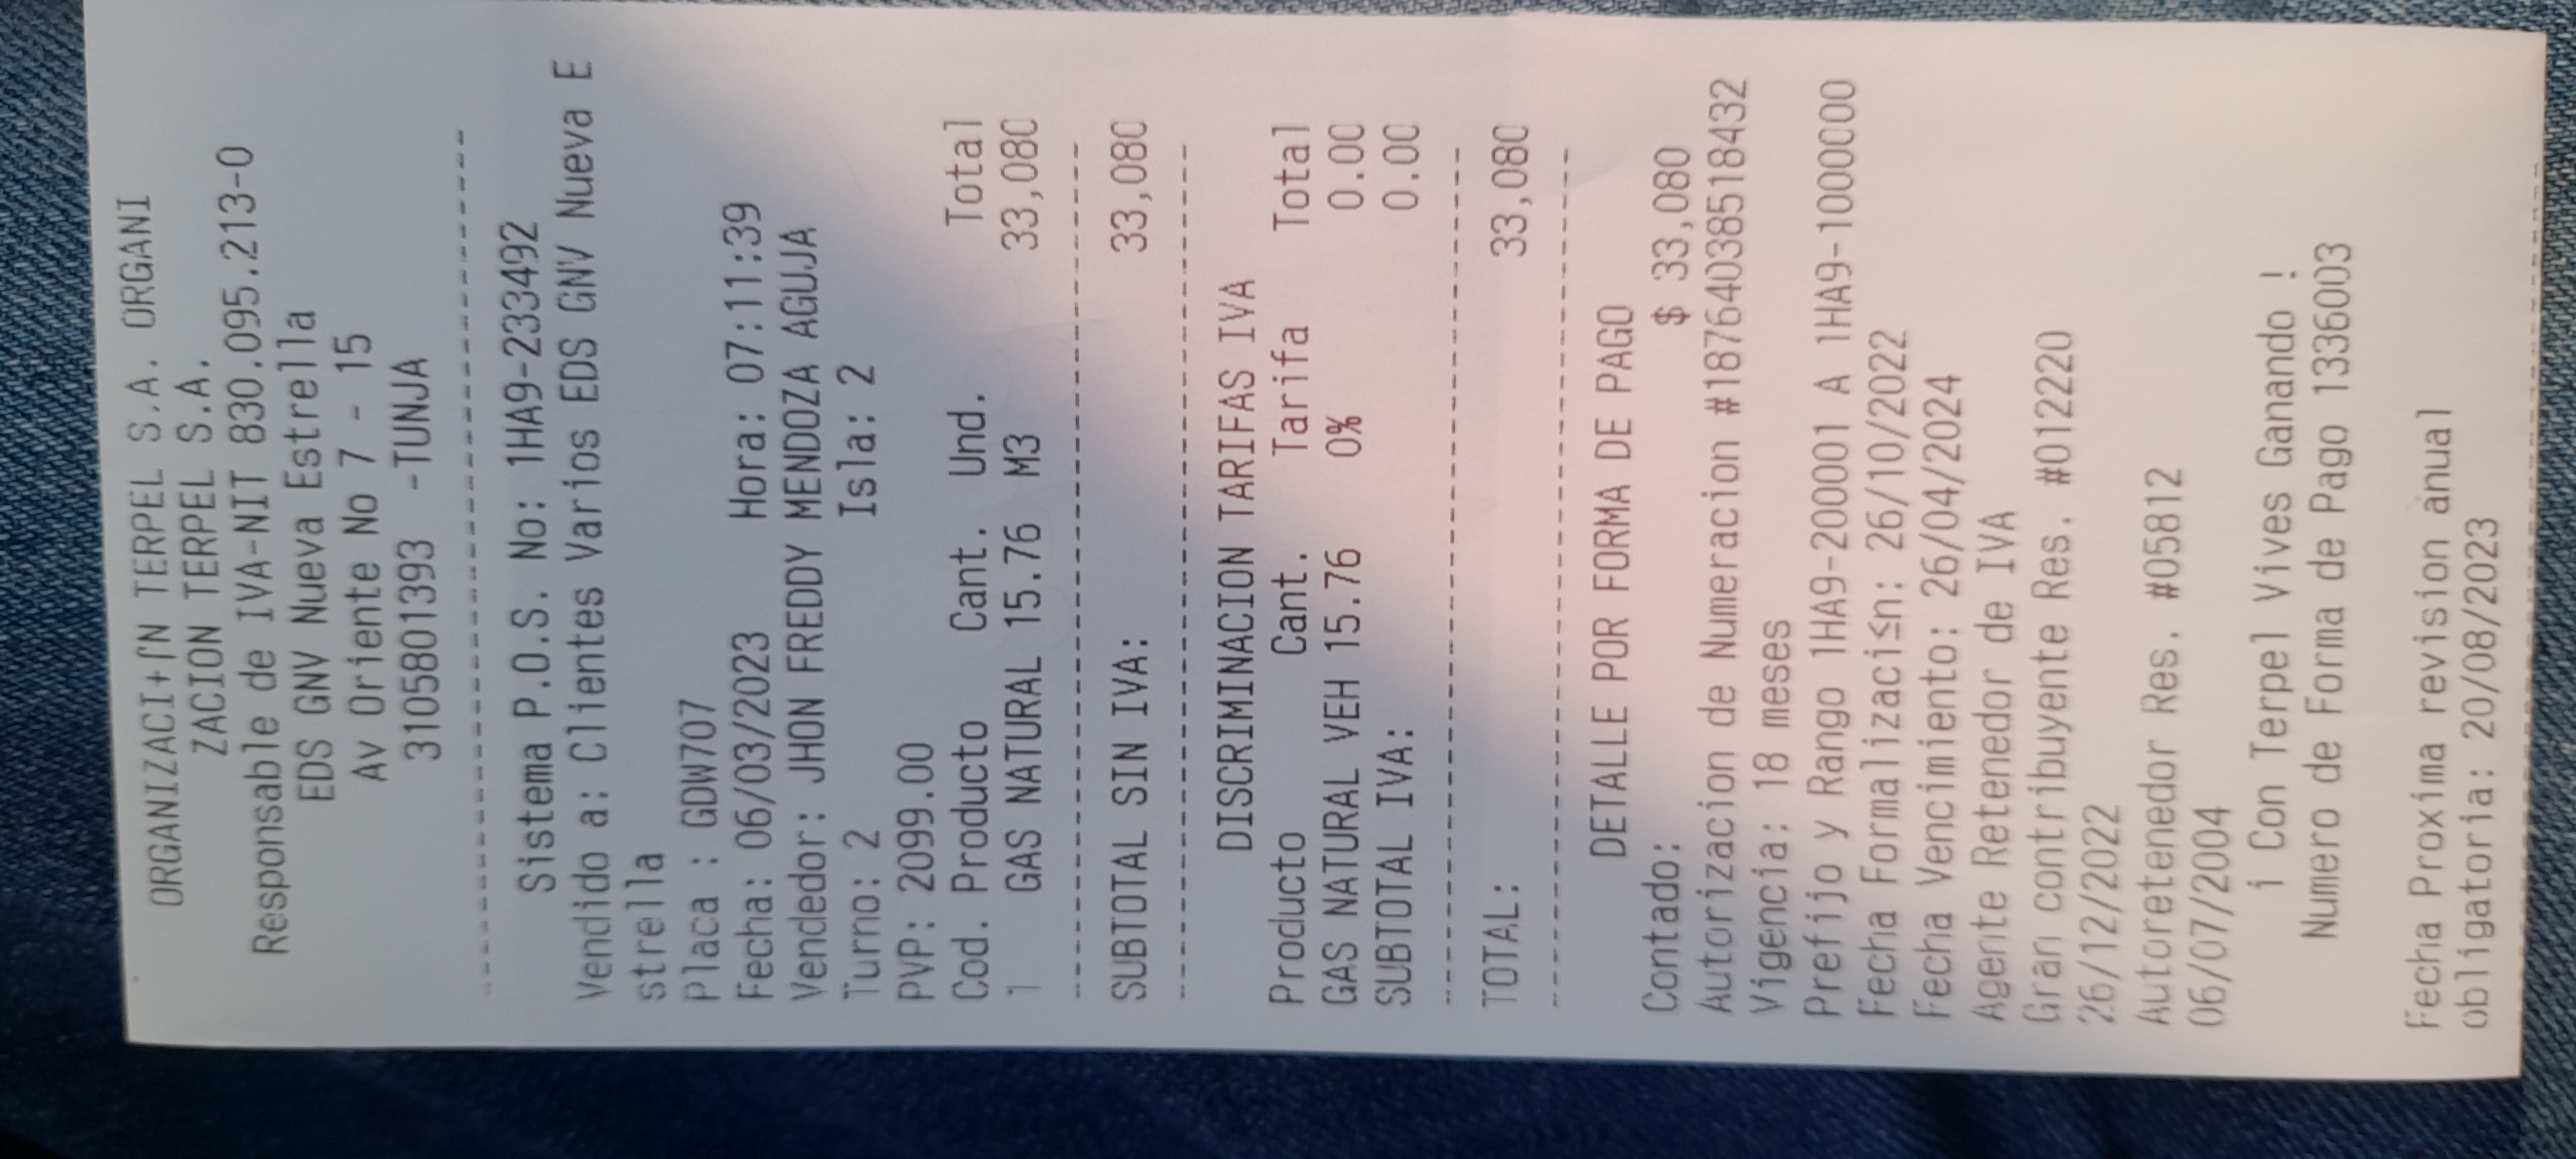 ORGANIZACI+ſN TERPEL S.A. ORGANI
ZACION TERPEL S.A.
Responsable de IVA-NIT 830.095.213-0
EDS GNV Nueva Estrella
Av Oriente No 7 - 15
3105801393 -TUNJA
Sistema P.O.S. No: 1HA9-233492
Vendido a: Clientes Varios EDS GNV Nueva E
strella
Placa : GDW707
Fecha: 06/03/2023 Hora: 07:11:39
Vendedor: JHON FREDDY MENDOZA AGUJA
Turno: 2 Isla: 2
PVP: 2099.00
Cod. Producto Cant. Und. Total
1 GAS NATURAL 15.76 M3 33,080
SUBTOTAL SIN IVA: 33,080
DISCRIMINACION TARIFAS IVA
Producto Cant. Tarifa Total
GAS NATURAL VEH 15.76 0% 0.00
SUBTOTAL IVA: 0.00
TOTAL: 33,080
DETALLE POR FORMA DE PAGO
Contado: $ 33,080
Autorizacion de Numeracion #18764038518432
Vigencia: 18 meses
Prefijo y Rango 1HA9-200001 A 1HA9-1000000
Fecha Formalizaci≤n: 26/10/2022
Fecha Vencimiento: 26/04/2024
Agente Retenedor de IVA
Gran contribuyente Res. #012220
26/12/2022
Autoretenedor Res. #05812
06/07/2004
¡ Con Terpel Vives Ganando !
Numero de Forma de Pago 1336003
Fecha Proxima revision anual
obligatoria: 20/08/2023